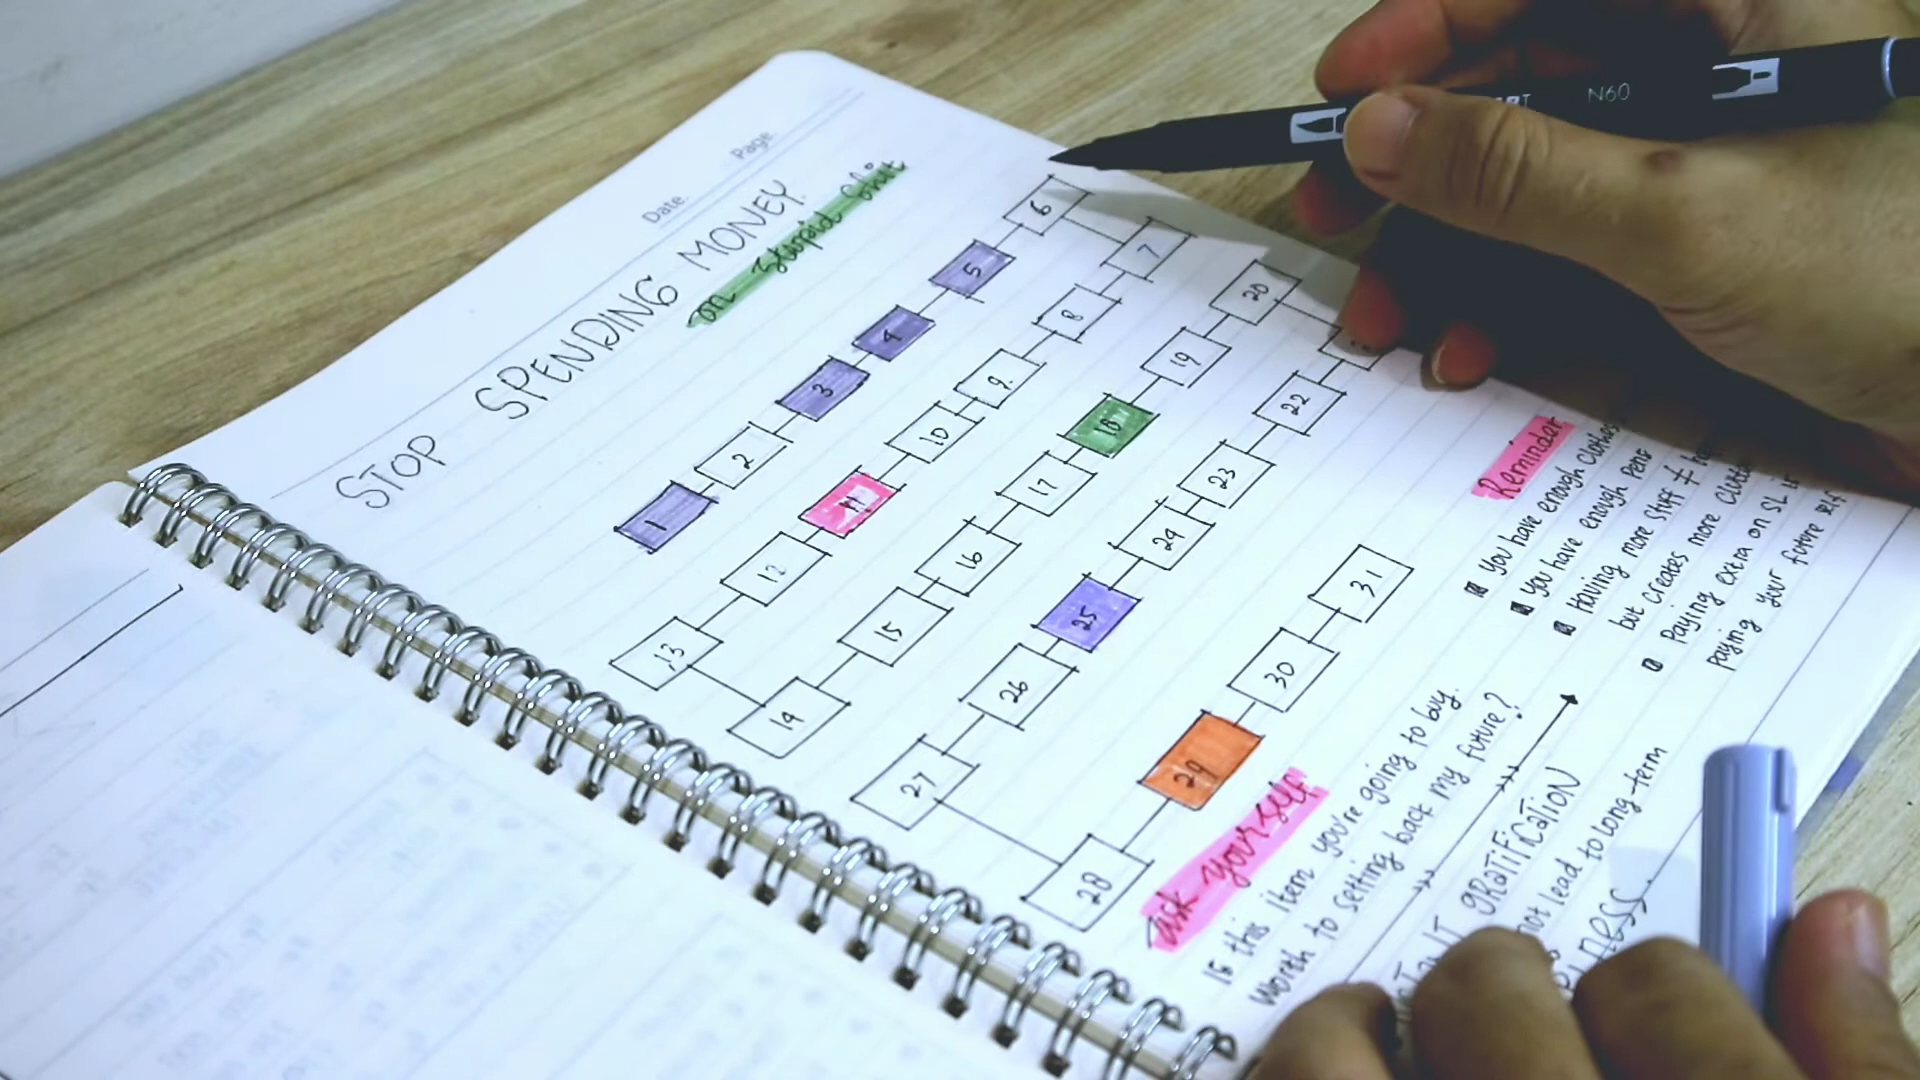 Page
Date.
STOP SPENDING MONEY.
on stupid shit
1 2 3 4 5 6
13 12 11 10 9 8 7
14 15 16 17 18 19 20
27 26 25 24 23 22
28 29 30 31
Reminder
You have enough clothes
You have enough pens
Having more stuff ≠
but creates more
Paying extra on SL is
paying your future self
ask yourself
Is this item you're going to buy.
Worth to setting back my future?
gRaTiFiCaTiON
not lead to long-term
N60